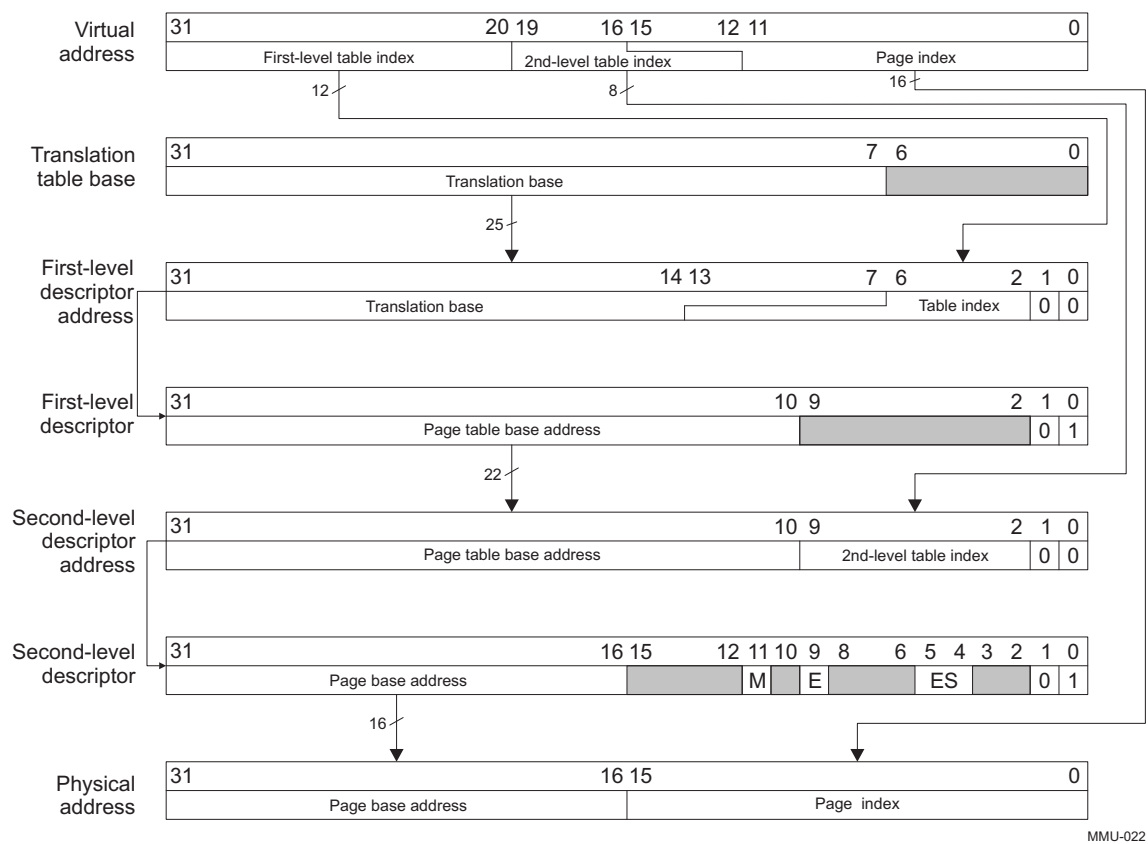 Virtual
address
31 20 19 16 15 12 11 0
First-level table index 2nd-level table index Page index
12 8 16
Translation
table base
31 7 6 0
Translation base
25
First-level
descriptor
address
31 14 13 7 6 2 1 0
Translation base Table index 0 0
First-level
descriptor
31 10 9 2 1 0
Page table base address 0 1
22
Second-level
descriptor
address
31 10 9 2 1 0
Page table base address 2nd-level table index 0 0
Second-level
descriptor
31 16 15 12 11 10 9 8 6 5 4 3 2 1 0
Page base address M E ES 0 1
16
Physical
address
31 16 15 0
Page base address Page index
MMU-022